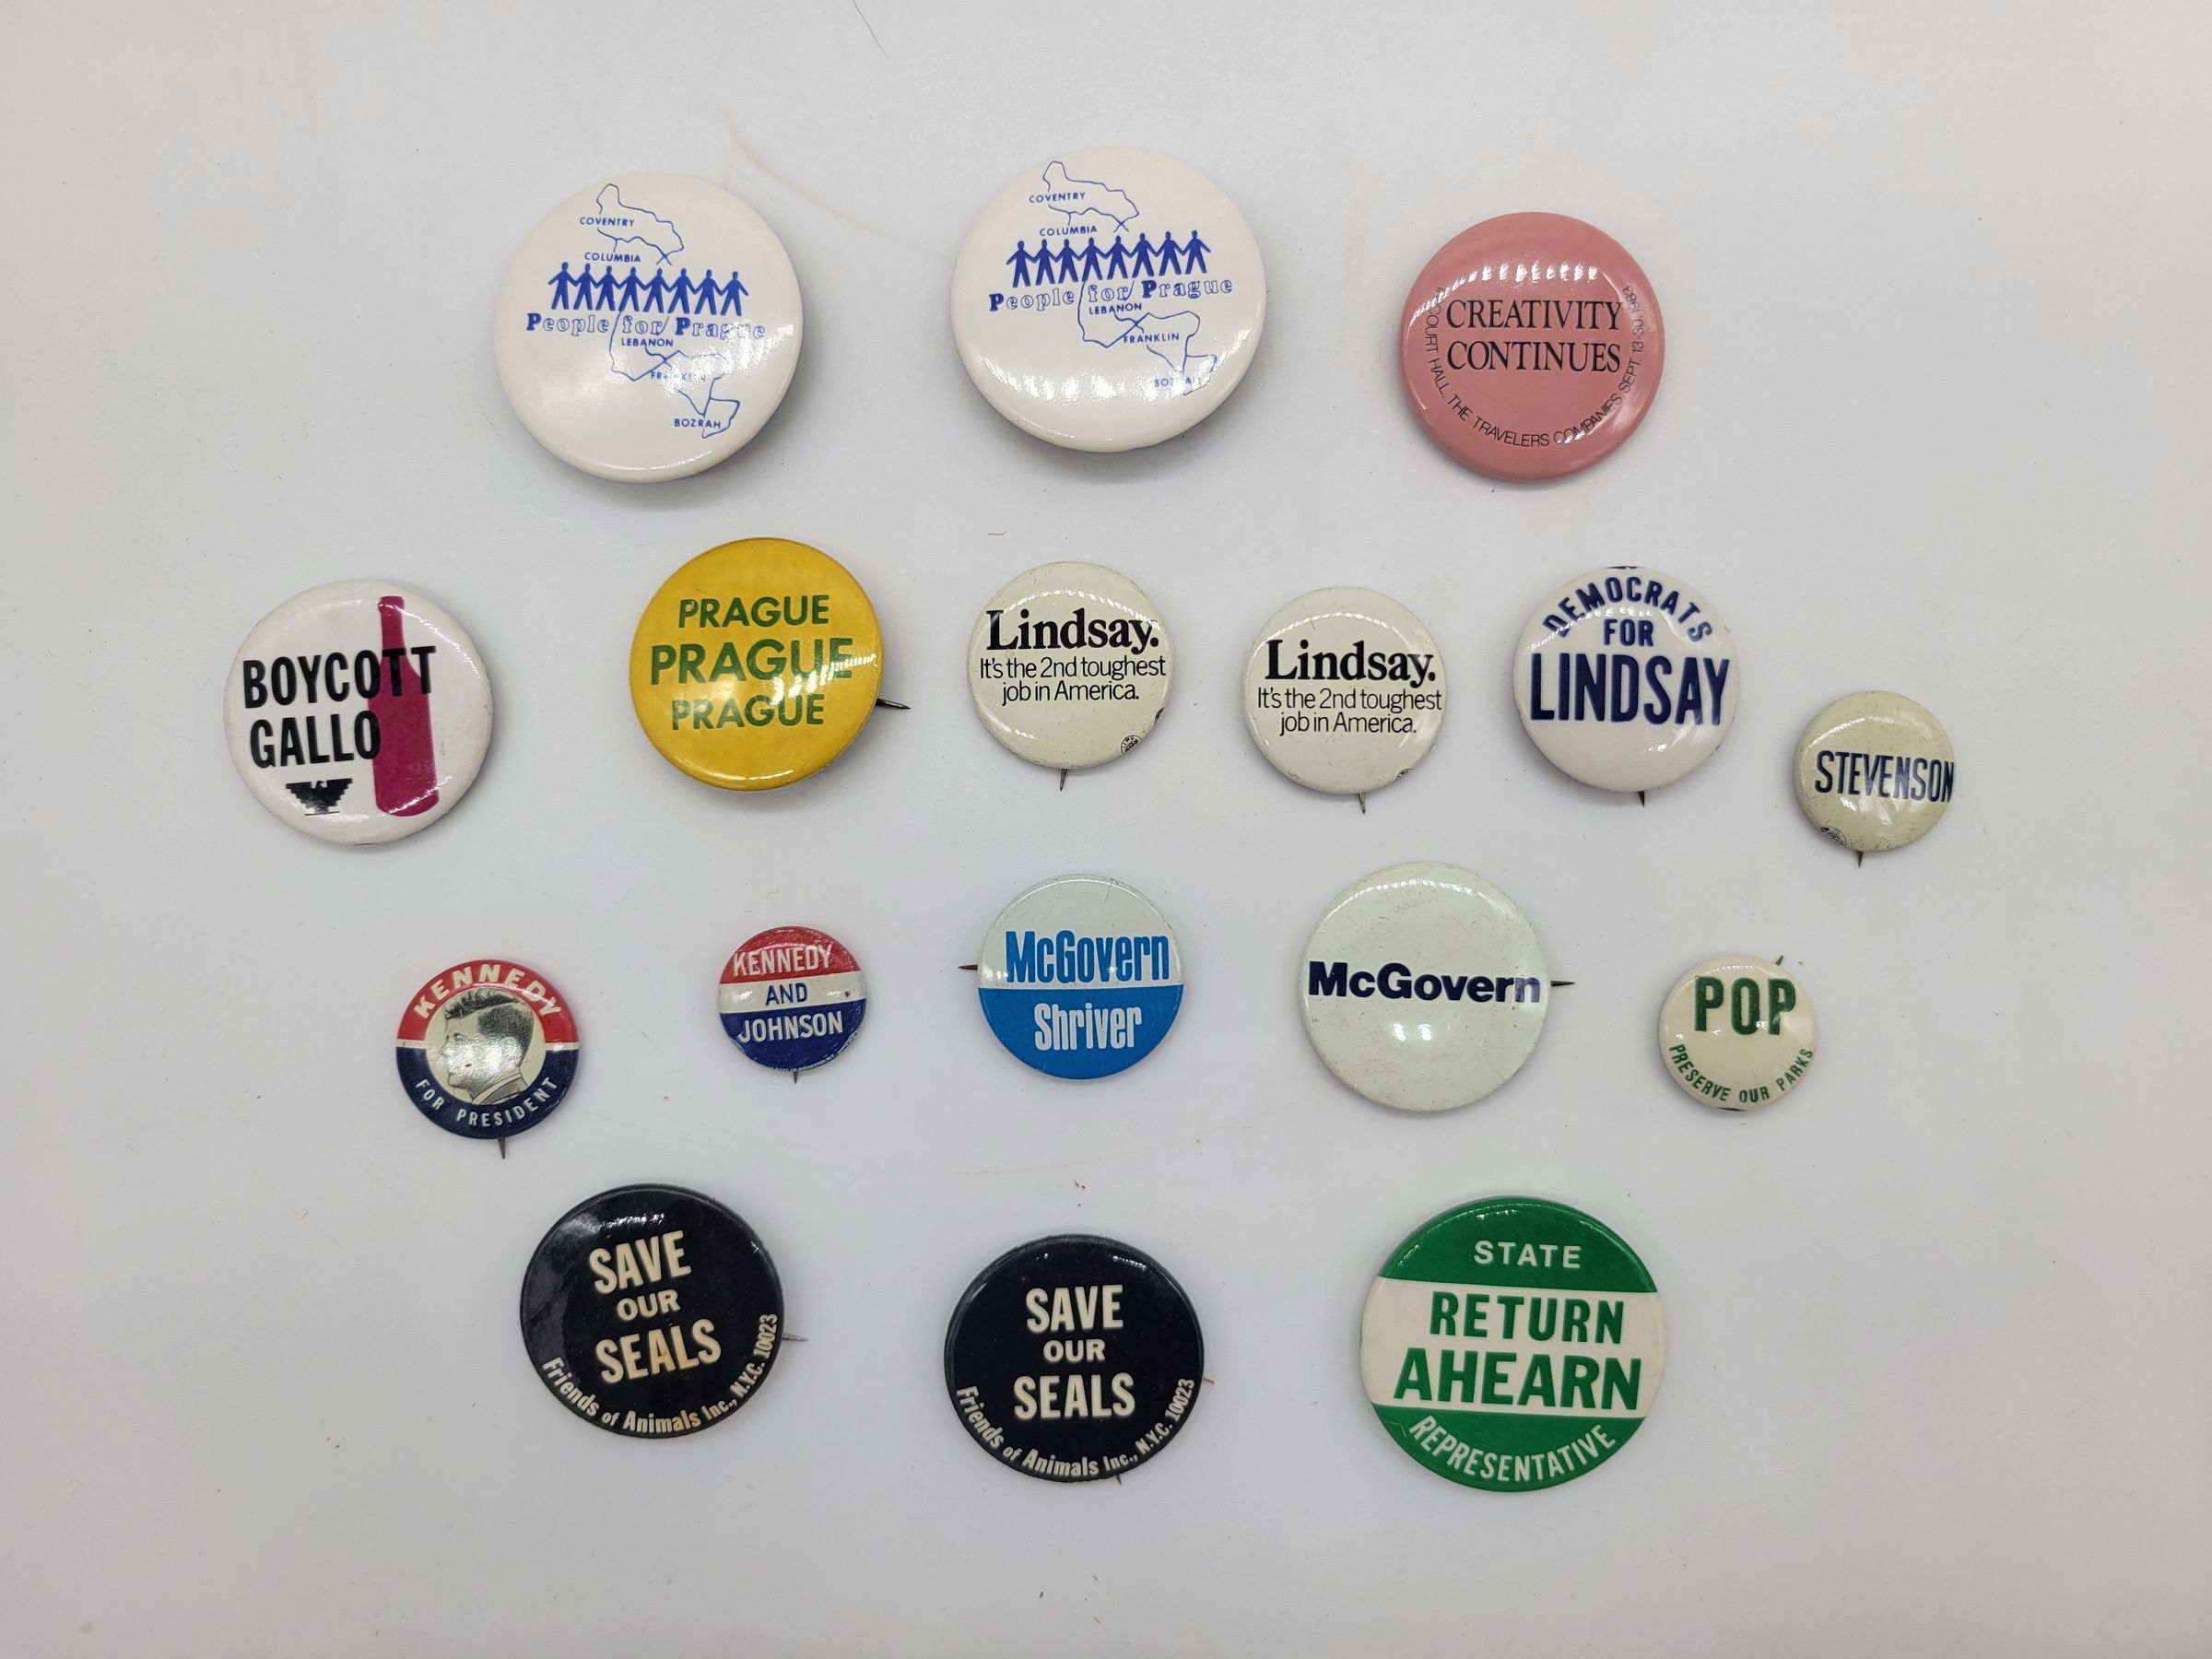 COVENTRY
COLUMBIA
People for Prague
LEBANON
FRANKLIN
BOZRAH
COVENTRY
COLUMBIA
People for Prague
LEBANON
FRANKLIN
BOZRAH
CREATIVITY
CONTINUES
COURT HALL, THE TRAVELERS COMPANIES, SEPT. 13-30, 1983
BOYCOTT
GALLO
PRAGUE
PRAGUE
PRAGUE
Lindsay.
It's the 2nd toughest
job in America.
Lindsay.
It's the 2nd toughest
job in America.
DEMOCRATS
FOR
LINDSAY
STEVENSON
KENNEDY
FOR PRESIDENT
KENNEDY
AND
JOHNSON
McGovern
Shriver
McGovern
POP
PRESERVE OUR PARKS
SAVE
OUR
SEALS
Friends of Animals Inc., N.Y.C. 10023
SAVE
OUR
SEALS
Friends of Animals Inc., N.Y.C. 10023
STATE
RETURN
AHEARN
REPRESENTATIVE